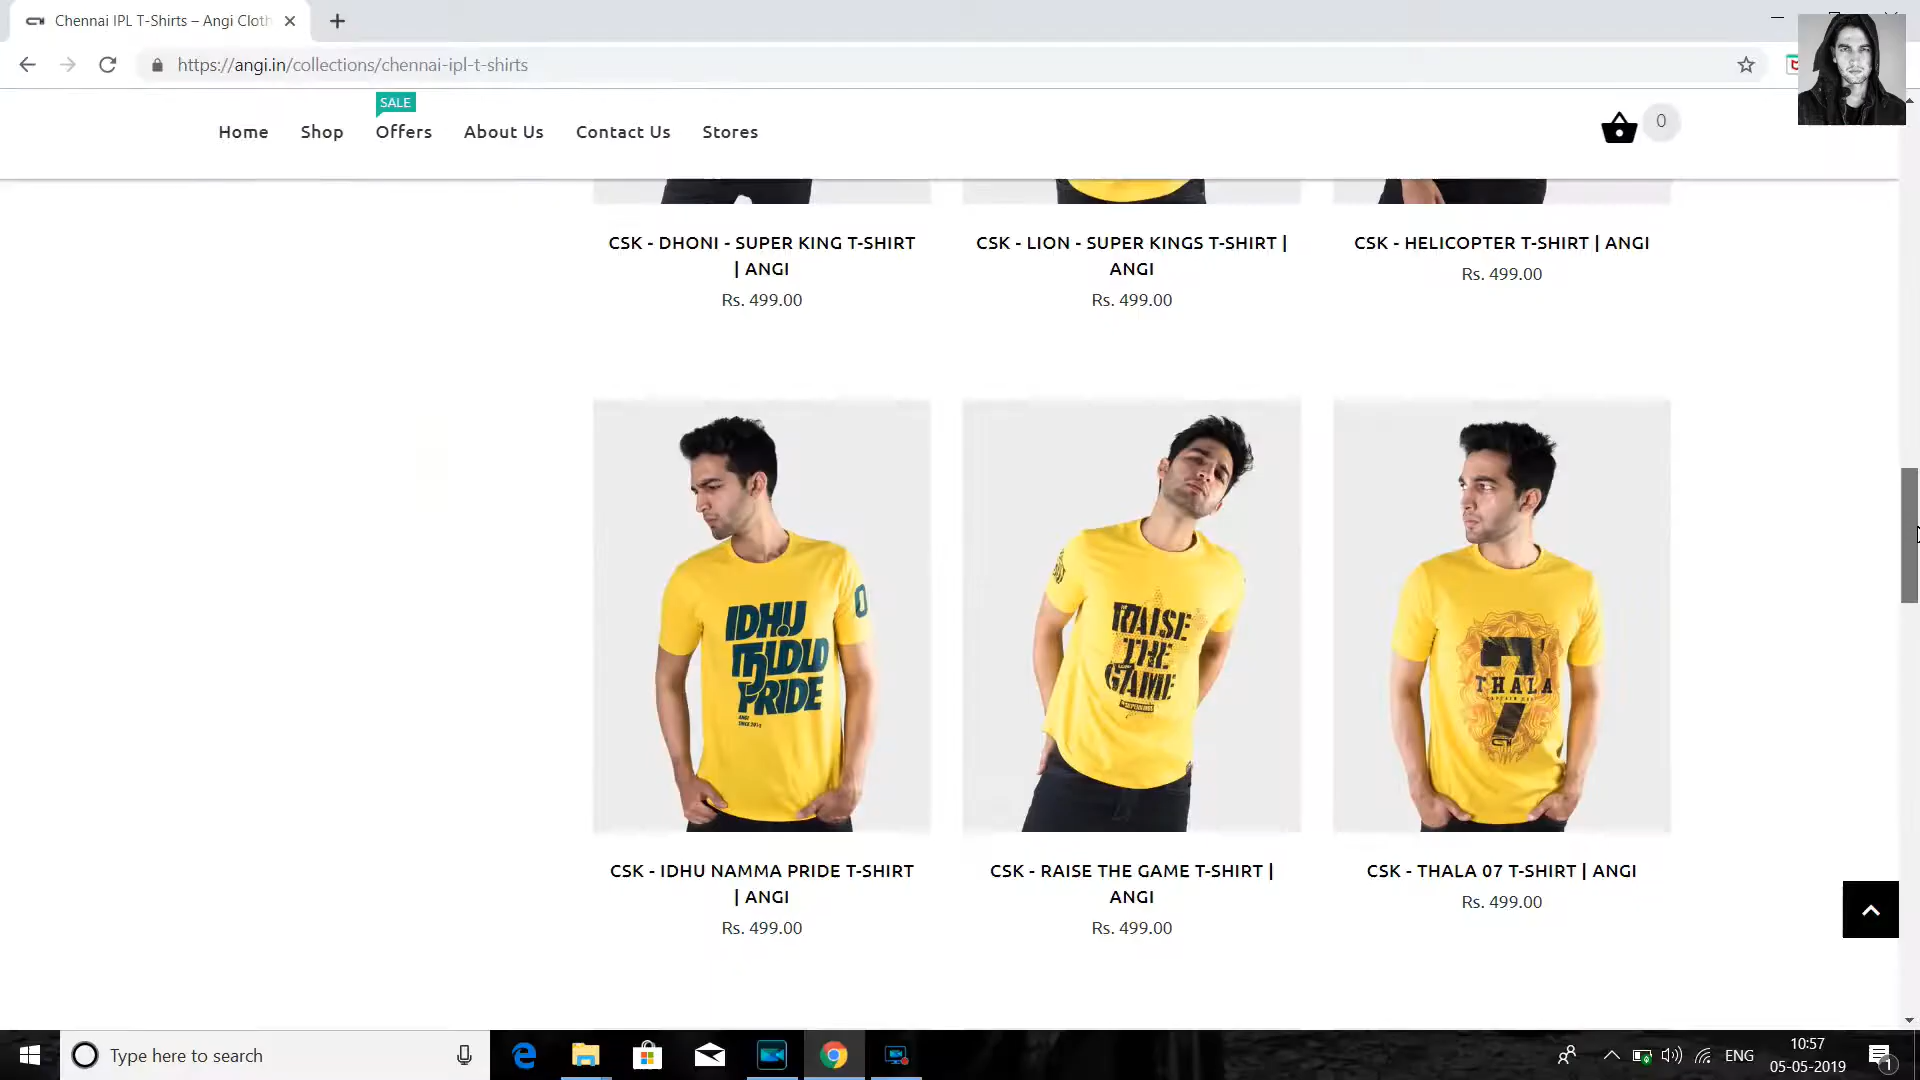 Chennai IPL T-Shirts – Angi Cloth
https://angi.in/collections/chennai-ipl-t-shirts
SALE
Home Shop Offers About Us Contact Us Stores
0
CSK - DHONI - SUPER KING T-SHIRT
| ANGI
Rs. 499.00
CSK - LION - SUPER KINGS T-SHIRT |
ANGI
Rs. 499.00
CSK - HELICOPTER T-SHIRT | ANGI
Rs. 499.00
IDHU
PRIDE
ANGI
RAISE
THE
GAME
7
THALA
CSK - IDHU NAMMA PRIDE T-SHIRT
| ANGI
Rs. 499.00
CSK - RAISE THE GAME T-SHIRT |
ANGI
Rs. 499.00
CSK - THALA 07 T-SHIRT | ANGI
Rs. 499.00
Type here to search
ENG
10:57
05-05-2019
1